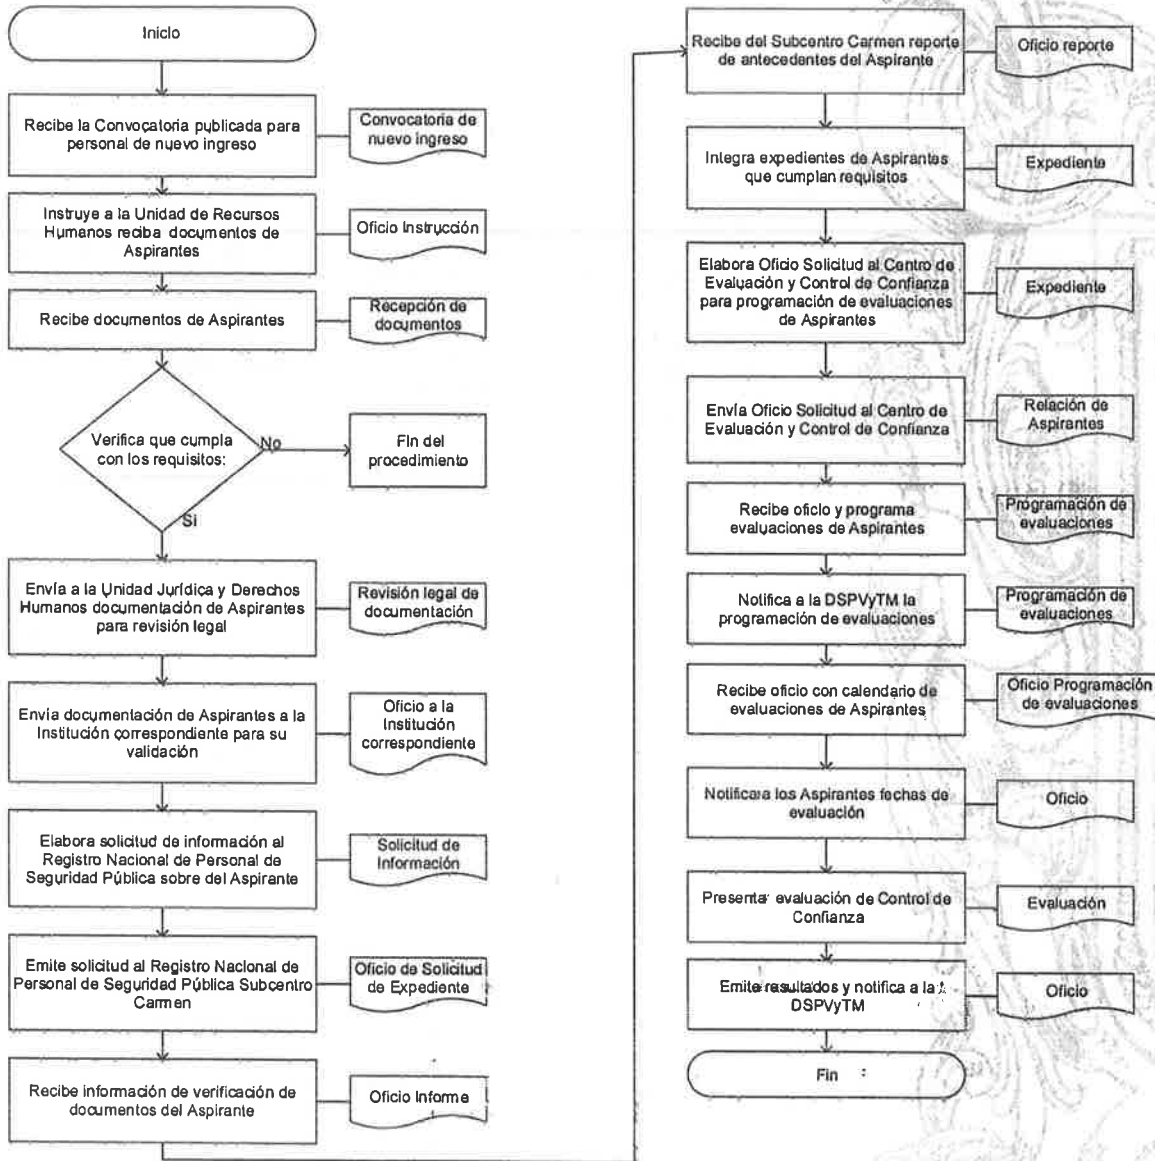 Inicio
Recibe la Convocatoria publicada para
personal de nuevo ingreso
Convocatoria de
nuevo ingreso
Instruye a la Unidad de Recursos
Humanos reciba documentos de
Aspirantes
Oficio Instrucción
Recibe documentos de Aspirantes
Recepción de
documentos
Verifica que cumpla
con los requisitos:
No
Fin del
procedimiento
Si
Envía a la Unidad Jurídica y Derechos
Humanos documentación de Aspirantes
para revisión legal
Revisión legal de
documentación
Envía documentación de Aspirantes a la
Institución correspondiente para su
validación
Oficio a la
Institución
correspondiente
Elabora solicitud de información al
Registro Nacional de Personal de
Seguridad Pública sobre del Aspirante
Solicitud de
Información
Emite solicitud al Registro Nacional de
Personal de Seguridad Pública Subcentro
Carmen
Oficio de Solicitud
de Expediente
Recibe información de verificación de
documentos del Aspirante
Oficio Informe
Recibe del Subcentro Carmen reporte
de antecedentes del Aspirante
Oficio reporte
Integra expedientes de Aspirantes
que cumplan requisitos
Expediente
Elabora Oficio Solicitud al Centro de
Evaluación y Control de Confianza
para programación de evaluaciones
de Aspirantes
Expediente
Envía Oficio Solicitud al Centro de
Evaluación y Control de Confianza
Relación de
Aspirantes
Recibe oficio y programa
evaluaciones de Aspirantes
Programación de
evaluaciones
Notifica a la DSPVyTM la
programación de evaluaciones
Programación de
evaluaciones
Recibe oficio con calendario de
evaluaciones de Aspirantes
Oficio Programación
de evaluaciones
Notificara los Aspirantes fechas de
evaluación
Oficio
Presenta evaluación de Control de
Confianza
Evaluación
Emite resultados y notifica a la
DSPVyTM
Oficio
Fin